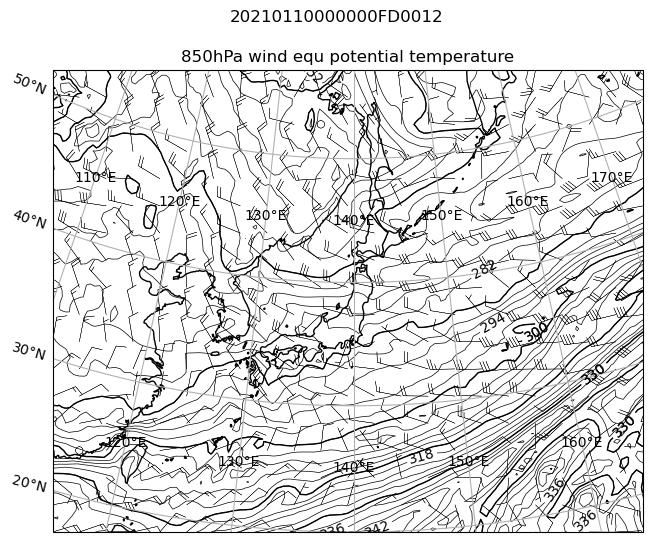 20210110000000FD0012
850hPa wind equ potential temperature
50°N
110°E
170°E
120°E
160°E
130°E
150°E
140°E
40°N
282
294
300
30°N
330
330
120°E
160°E
318
130°E
150°E
140°E
20°N
336
336
336
342